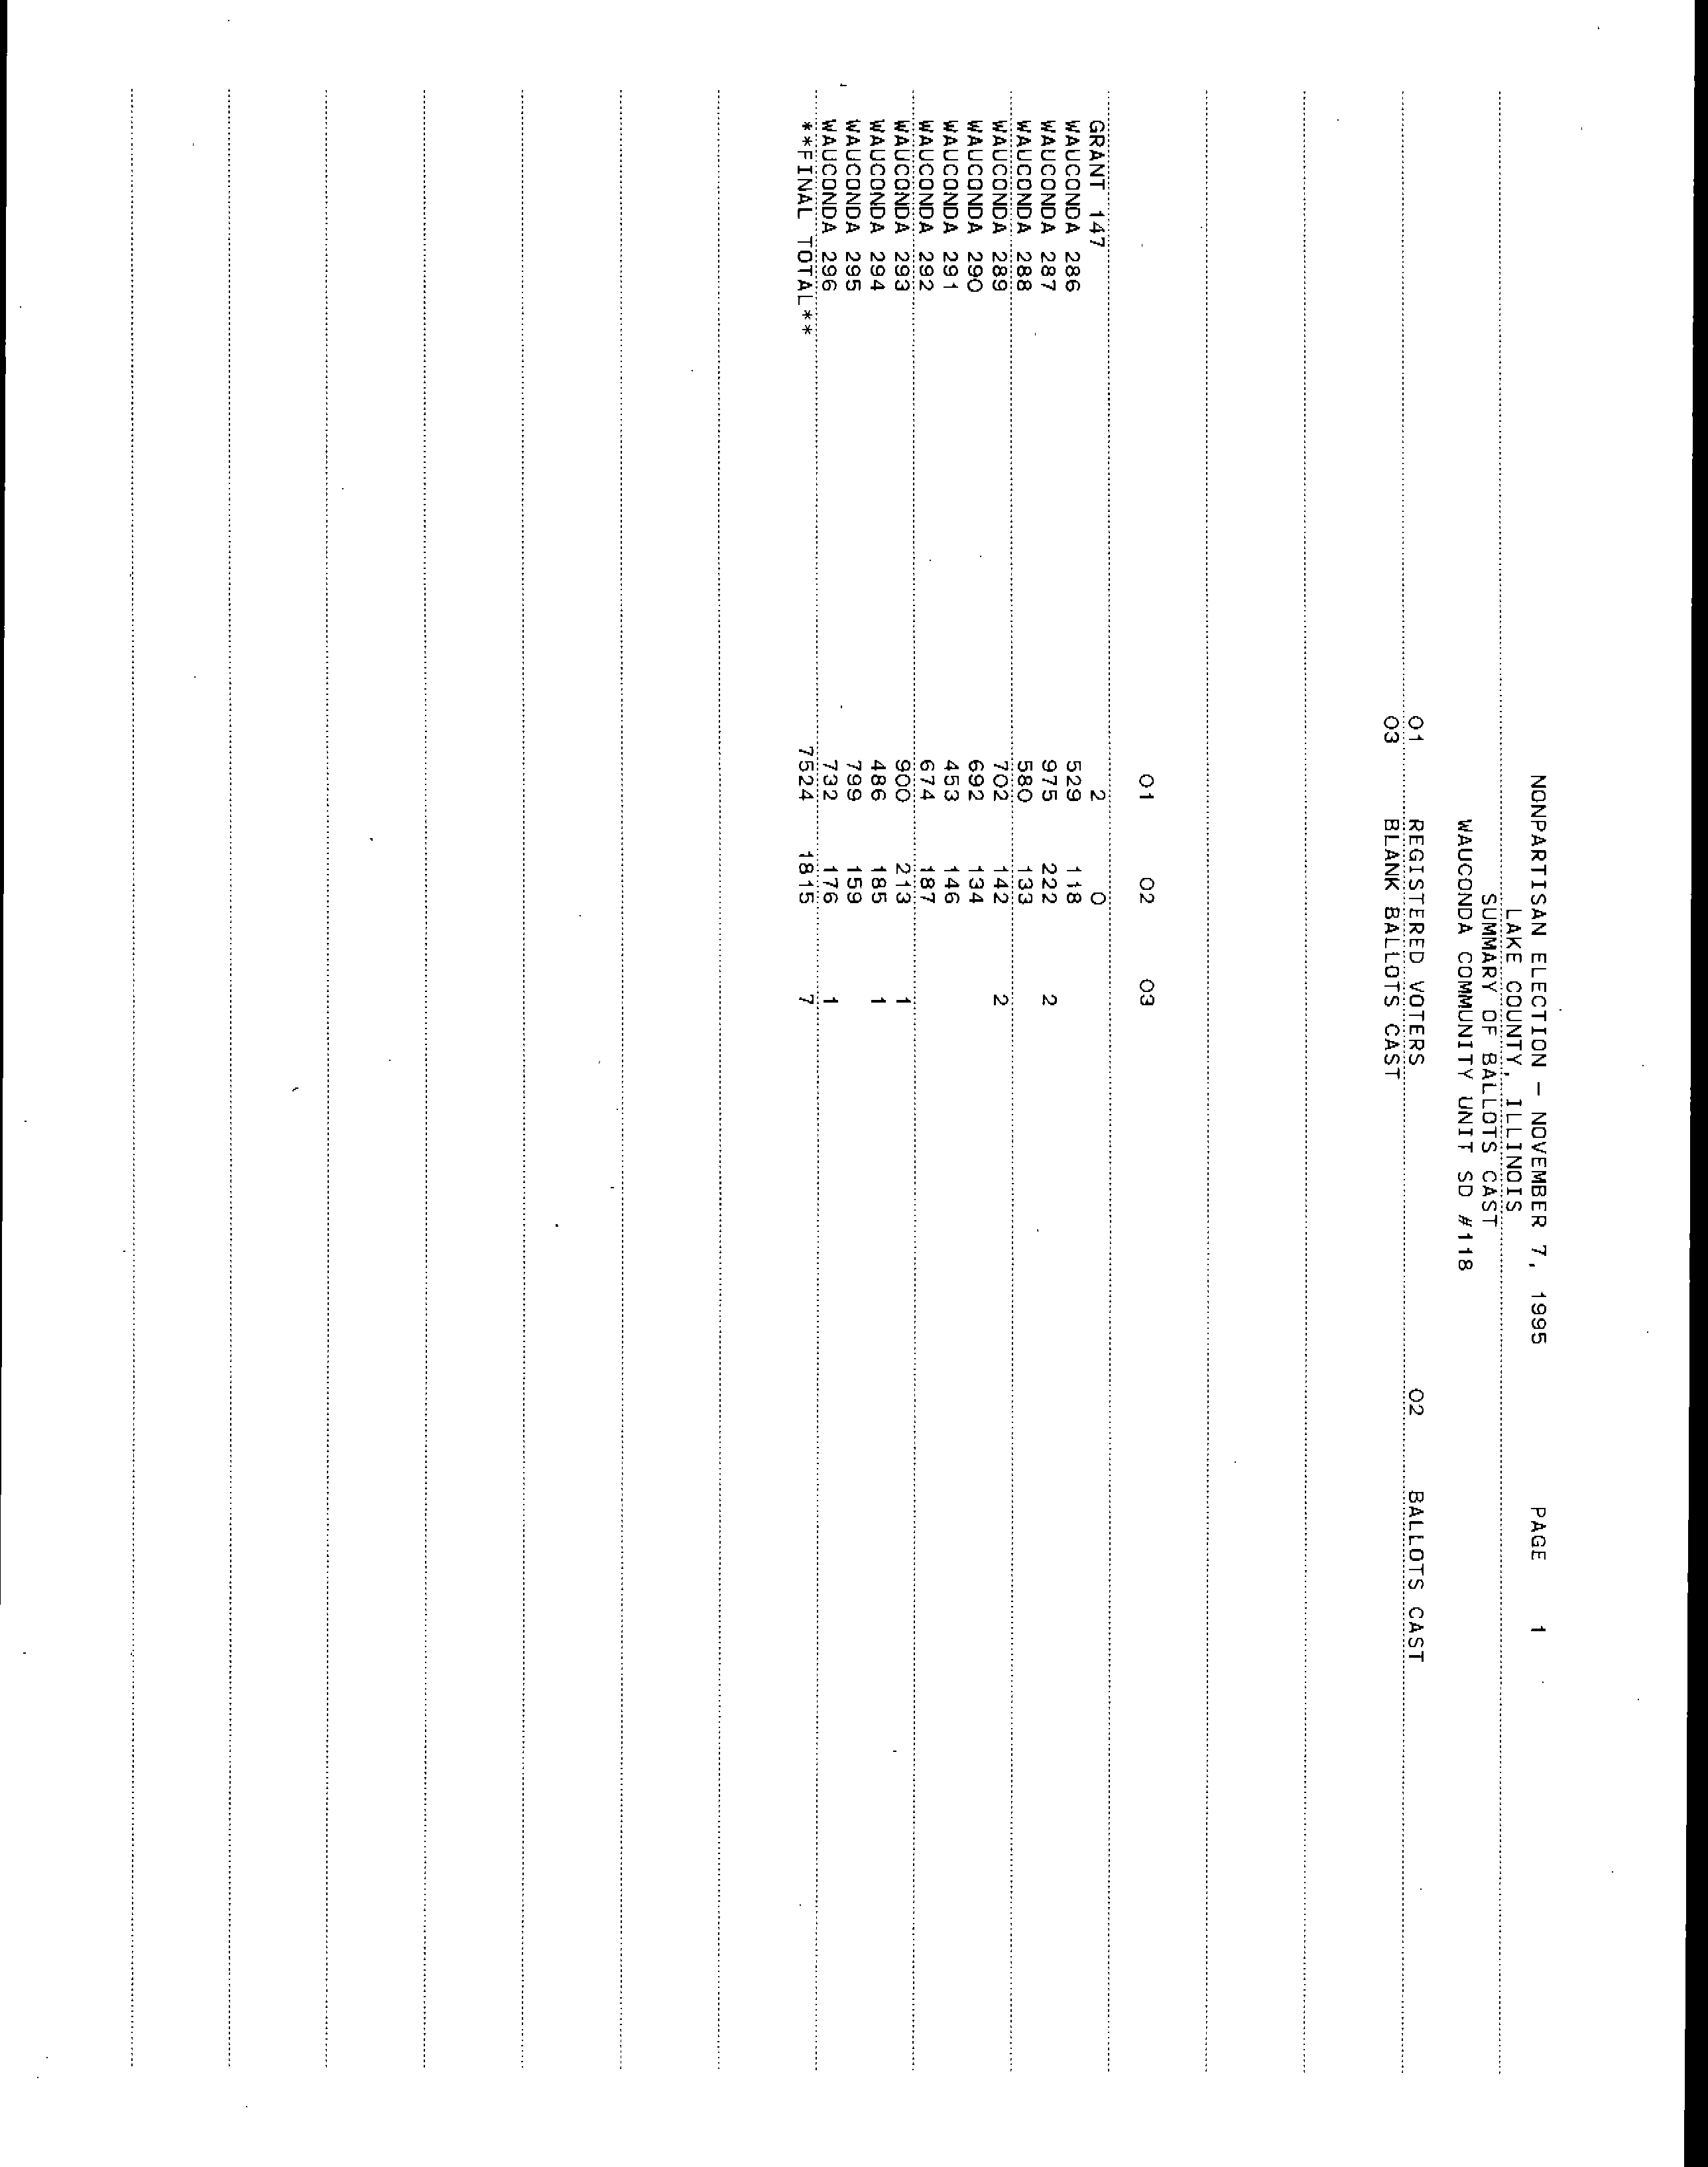 NONPARTISAN ELECTION - NOVEMBER 7, 1995 PAGE 1
LAKE COUNTY, ILLINOIS
SUMMARY OF BALLOTS CAST
WAUCONDA COMMUNITY UNIT SD #118
01 REGISTERED VOTERS 02 BALLOTS CAST
03 BLANK BALLOTS CAST
01 02 03
GRANT 147 2 0
WAUCONDA 286 529 118
WAUCONDA 287 975 222 2
WAUCONDA 288 580 133
WAUCONDA 289 702 142 2
WAUCONDA 290 692 134
WAUCONDA 291 453 146
WAUCONDA 292 674 187
WAUCONDA 293 900 213 1
WAUCONDA 294 486 185 1
WAUCONDA 295 799 159
WAUCONDA 296 732 176 1
**FINAL TOTAL** 7524 1815 7